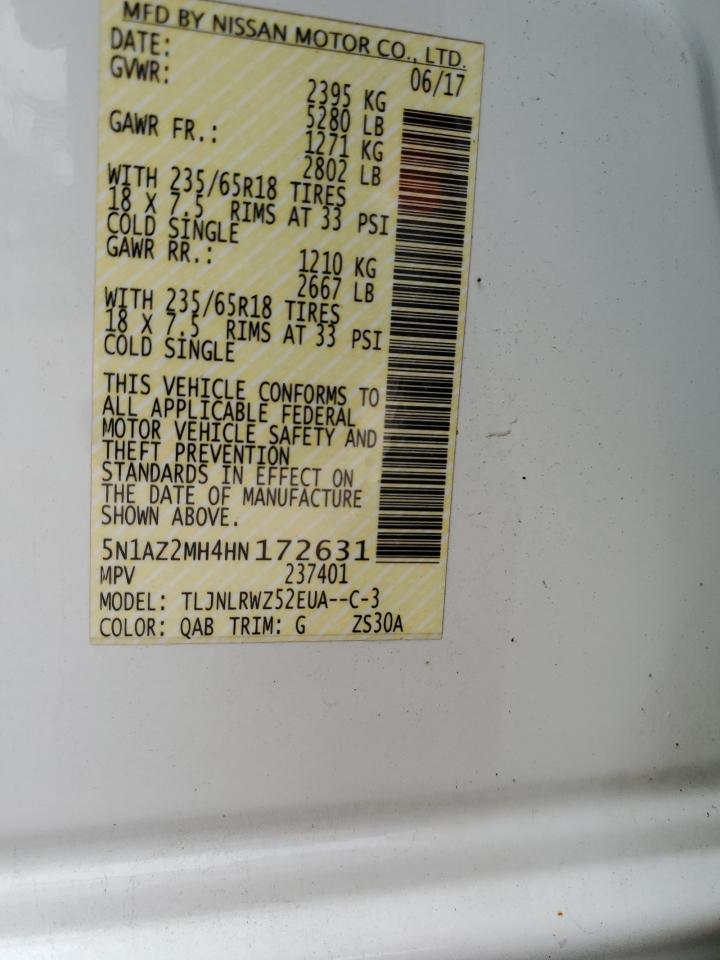 MFD BY NISSAN MOTOR CO., LTD.
DATE: 06/17
GVWR: 2395 KG
5280 LB
GAWR FR.: 1271 KG
2802 LB
WITH 235/65R18 TIRES
18 X 7.5 RIMS AT 33 PSI
COLD SINGLE
GAWR RR.: 1210 KG
2667 LB
WITH 235/65R18 TIRES
18 X 7.5 RIMS AT 33 PSI
COLD SINGLE
THIS VEHICLE CONFORMS TO
ALL APPLICABLE FEDERAL
MOTOR VEHICLE SAFETY AND
THEFT PREVENTION
STANDARDS IN EFFECT ON
THE DATE OF MANUFACTURE
SHOWN ABOVE.
5N1AZ2MH4HN172631
MPV 237401
MODEL: TLJNLRWZ52EUA--C-3
COLOR: QAB TRIM: G ZS30A